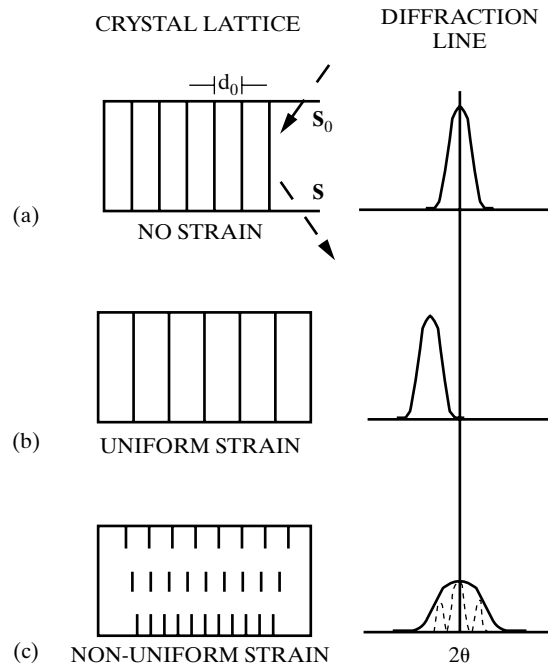 CRYSTAL LATTICE
DIFFRACTION
LINE
d₀
S₀
S
(a)
NO STRAIN
(b)
UNIFORM STRAIN
(c)
NON-UNIFORM STRAIN
2θ